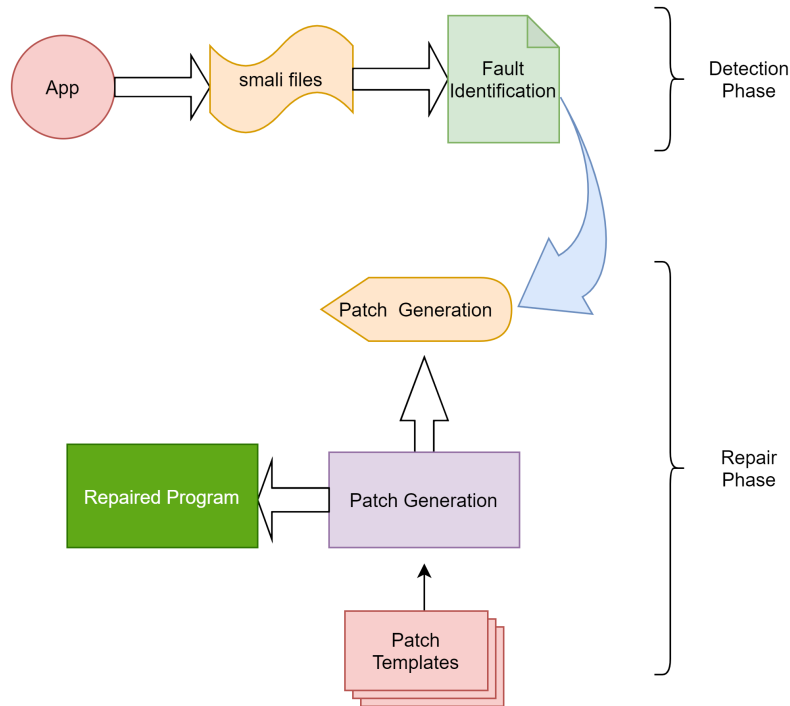 App
smali files
Fault
Identification
Detection
Phase
Patch  Generation
Repaired Program
Patch Generation
Repair
Phase
Patch
Templates